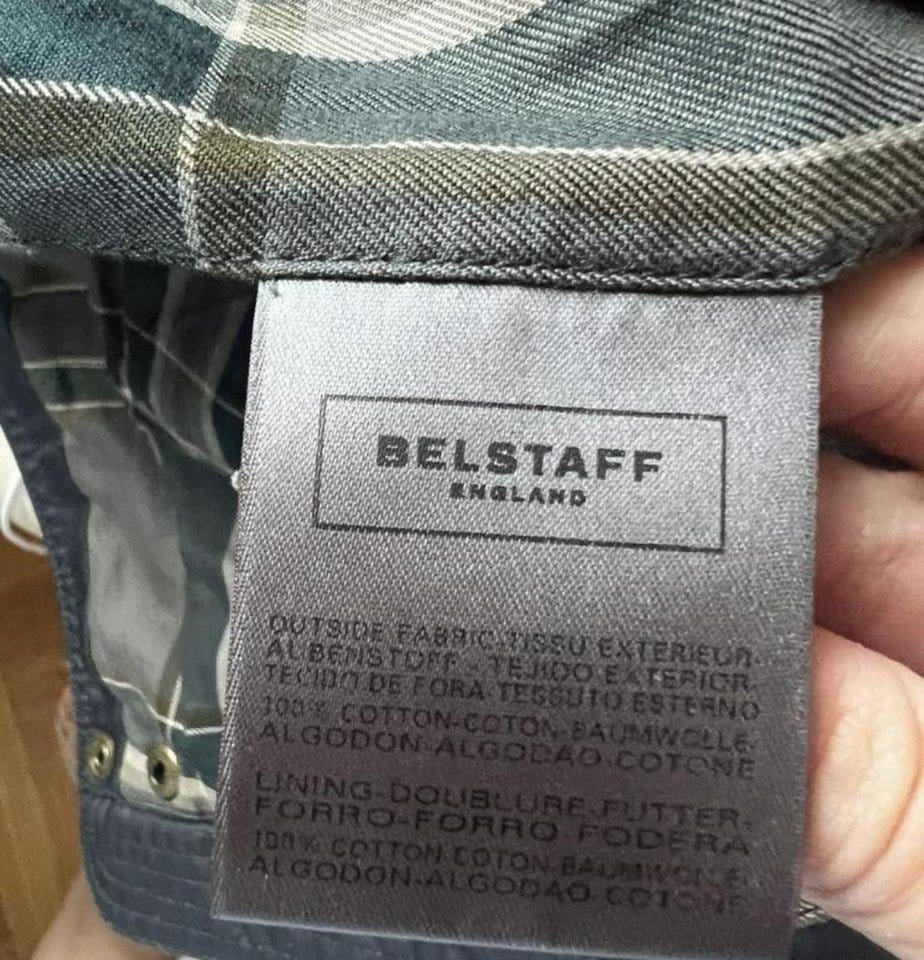 BELSTAFF
ENGLAND
OUTSIDE FABRIC-TISSU EXTERIEUR-
ALBENSTOFF - TEJIDO EXTERIOR.
TECIDO DE FORA-TESSUTO ESTERNO
100% COTTON-COTON-BAUMWOLLE-
ALGODON-ALGODAO-COTONE
LINING-DOUBLURE-FUTTER.
FORRO-FORRO FODERA
100% COTTON-COTON-BAUMWOLLE-
ALGODON-ALGODAO-COTONE